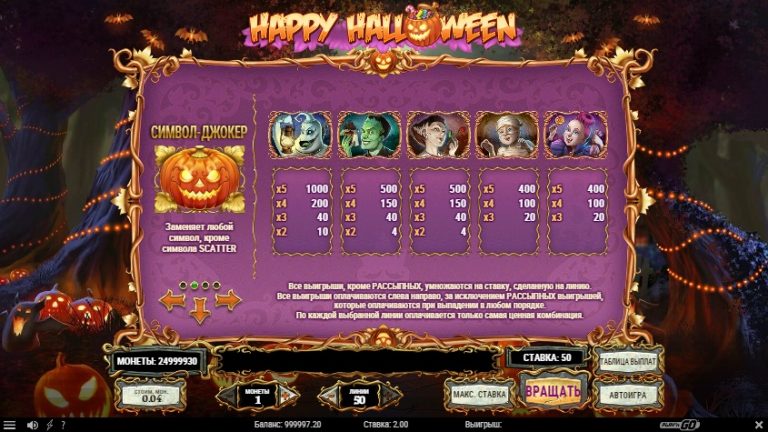 HAPPY HALLOWEEN
СИМВОЛ-ДЖОКЕР
Заменяет любой
символ, кроме
символа SCATTER
x5 1000
x4 200
x3 40
x2 10
x5 500
x4 150
x3 40
x2 4
x5 500
x4 150
x3 40
x2 4
x5 400
x4 100
x3 20
x5 400
x4 100
x3 20
Все выигрыши, кроме РАССЫПНЫХ, умножаются на ставку, сделанную на линию.
Все выигрыши оплачиваются слева направо, за исключением РАССЫПНЫХ выигрышей,
которые оплачиваются при выпадении в любом порядке.
По каждой выбранной линии оплачивается только самая ценная комбинация.
МОНЕТЫ: 24999930
СТАВКА: 50
ТАБЛИЦА ВЫПЛАТ
СТОИМ. МОН.
0.04
МОНЕТЫ
1
ЛИНИИ
50
МАКС. СТАВКА
ВРАЩАТЬ
АВТОИГРА
?
Баланс: 999997.20
Ставка: 2.00
Выигрыш:
PLAY'n GO